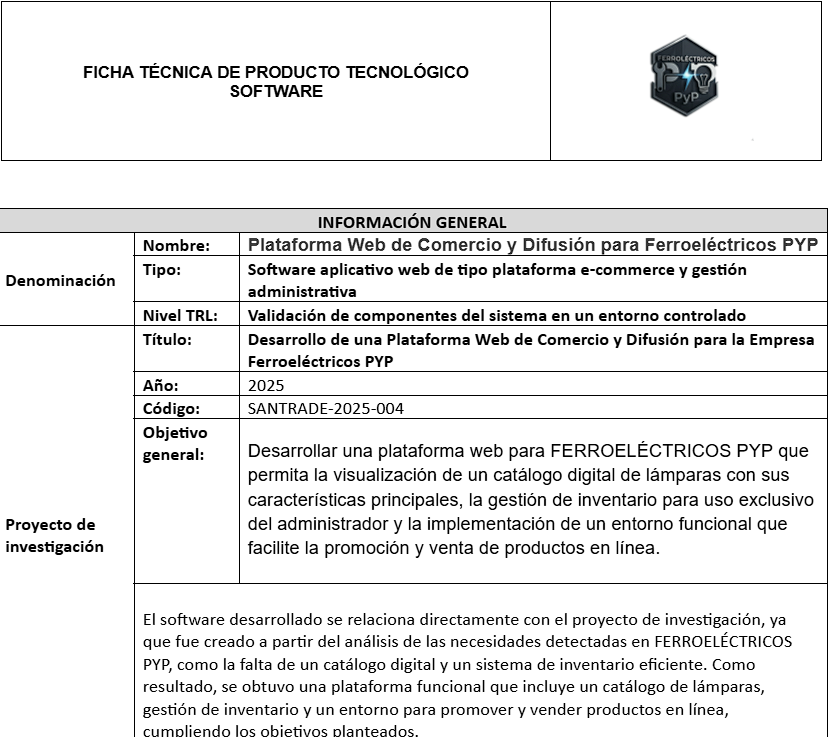 FICHA TÉCNICA DE PRODUCTO TECNOLÓGICO
SOFTWARE
FERROLÉCTRICOS
PyP
INFORMACIÓN GENERAL
Denominación
Nombre: Plataforma Web de Comercio y Difusión para Ferroeléctricos PYP
Tipo: Software aplicativo web de tipo plataforma e-commerce y gestión
administrativa
Nivel TRL: Validación de componentes del sistema en un entorno controlado
Proyecto de
investigación
Título: Desarrollo de una Plataforma Web de Comercio y Difusión para la Empresa
Ferroeléctricos PYP
Año: 2025
Código: SANTRADE-2025-004
Objetivo
general:
Desarrollar una plataforma web para FERROELÉCTRICOS PYP que
permita la visualización de un catálogo digital de lámparas con sus
características principales, la gestión de inventario para uso exclusivo
del administrador y la implementación de un entorno funcional que
facilite la promoción y venta de productos en línea.
El software desarrollado se relaciona directamente con el proyecto de investigación, ya
que fue creado a partir del análisis de las necesidades detectadas en FERROELÉCTRICOS
PYP, como la falta de un catálogo digital y un sistema de inventario eficiente. Como
resultado, se obtuvo una plataforma funcional que incluye un catálogo de lámparas,
gestión de inventario y un entorno para promover y vender productos en línea,
cumpliendo los objetivos planteados.